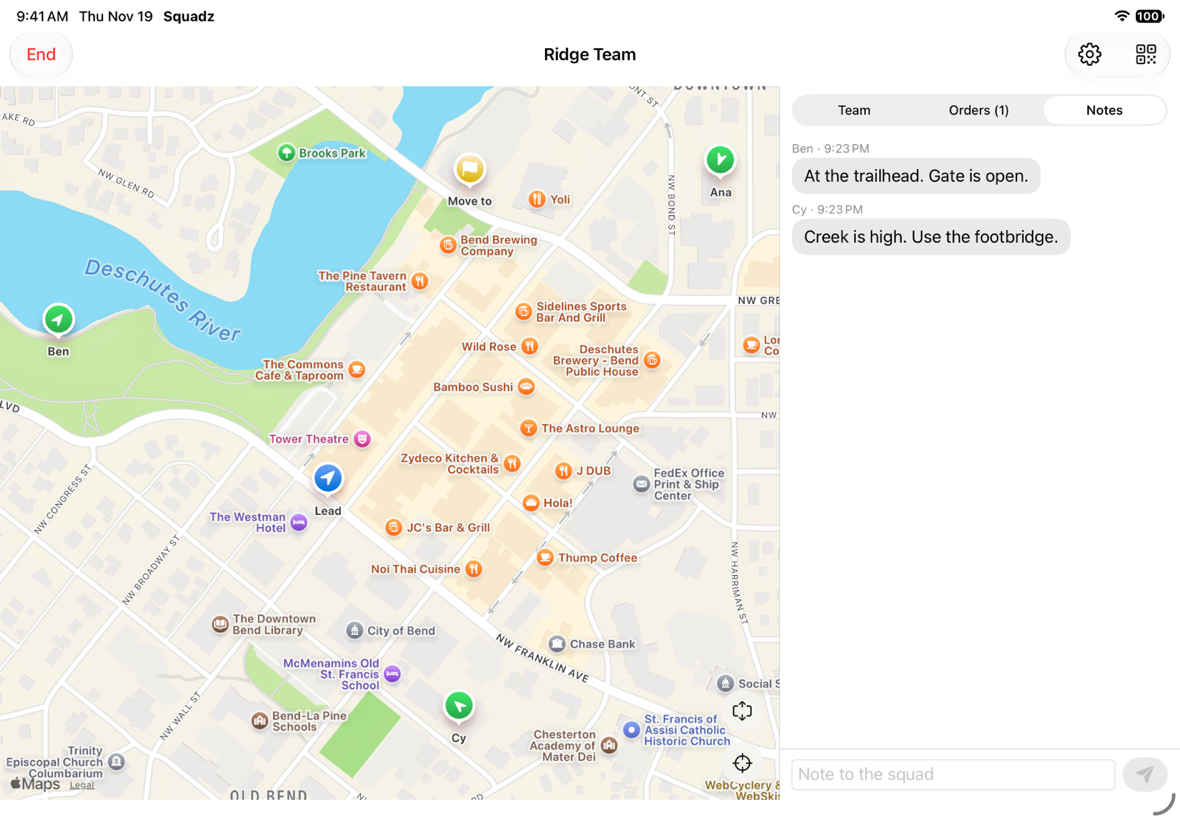 9:41 AM Thu Nov 19 Squadz
100
End
Ridge Team
Team
Orders (1)
Notes
Ben · 9:23 PM
At the trailhead. Gate is open.
Cy · 9:23 PM
Creek is high. Use the footbridge.
Note to the squad
DOWNTOWN
AKE RD
NW GLEN RD
Brooks Park
Move to
Yoli
Ana
NW BOND ST
Bend Brewing
Company
The Pine Tavern
Restaurant
Deschutes River
Ben
Sidelines Sports
Bar And Grill
NW GRE
Wild Rose
Deschutes
Brewery - Bend
Public House
The Commons
Cafe & Taproom
Bamboo Sushi
LVD
NW
The Astro Lounge
Tower Theatre
Zydeco Kitchen &
Cocktails
J DUB
FedEx Office
Print & Ship
Center
Lead
Hola!
The Westman
Hotel
JC's Bar & Grill
NW CONGRESS ST
Noi Thai Cuisine
Thump Coffee
NW BROADWAY ST
NW HARRIMAN ST
The Downtown
Bend Library
City of Bend
Chase Bank
NW FRANKLIN AVE
McMenamins Old
St. Francis
School
Social S
NW WALL ST
Bend-La Pine
Schools
Cy
Chesterton
Academy of
Mater Dei
St. Francis of
Assisi Catholic
Historic Church
Trinity
Episcopal Church
Columbarium
Maps
Legal
OLD BEND
RD
WebCyclery &
WebSkis